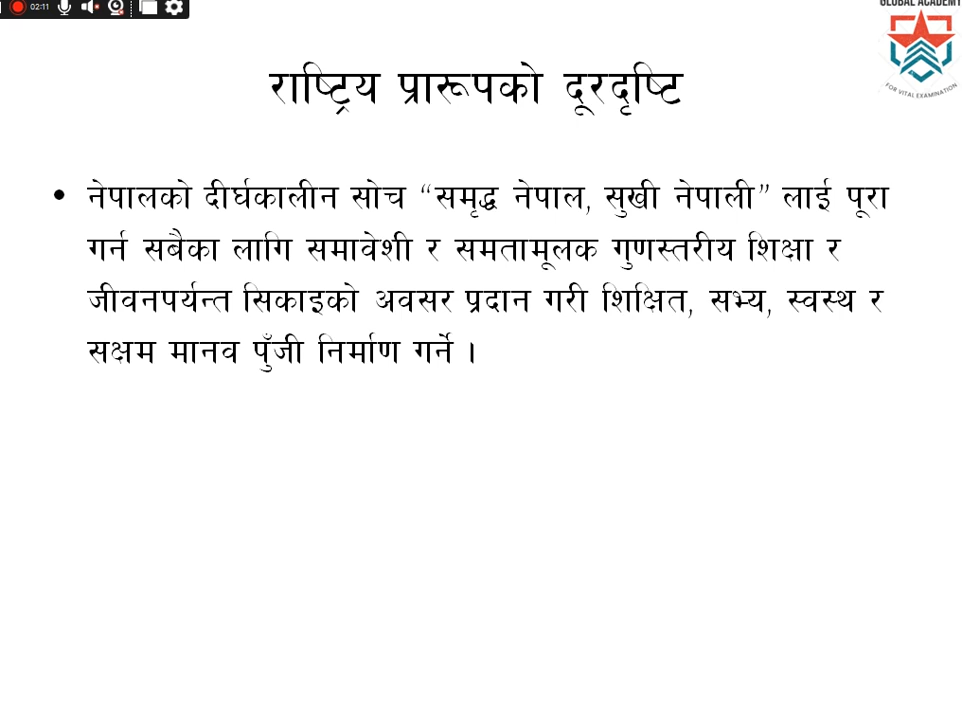 02:11
GLOBAL ACADEMY
FOR VITAL EXAMINATION
राष्ट्रिय प्रारूपको दूरदृष्टि
• नेपालको दीर्घकालीन सोच “समृद्ध नेपाल, सुखी नेपाली” लाई पूरा
गर्न सबैका लागि समावेशी र समतामूलक गुणस्तरीय शिक्षा र
जीवनपर्यन्त सिकाइको अवसर प्रदान गरी शिक्षित, सभ्य, स्वस्थ र
सक्षम मानव पुँजी निर्माण गर्ने ।